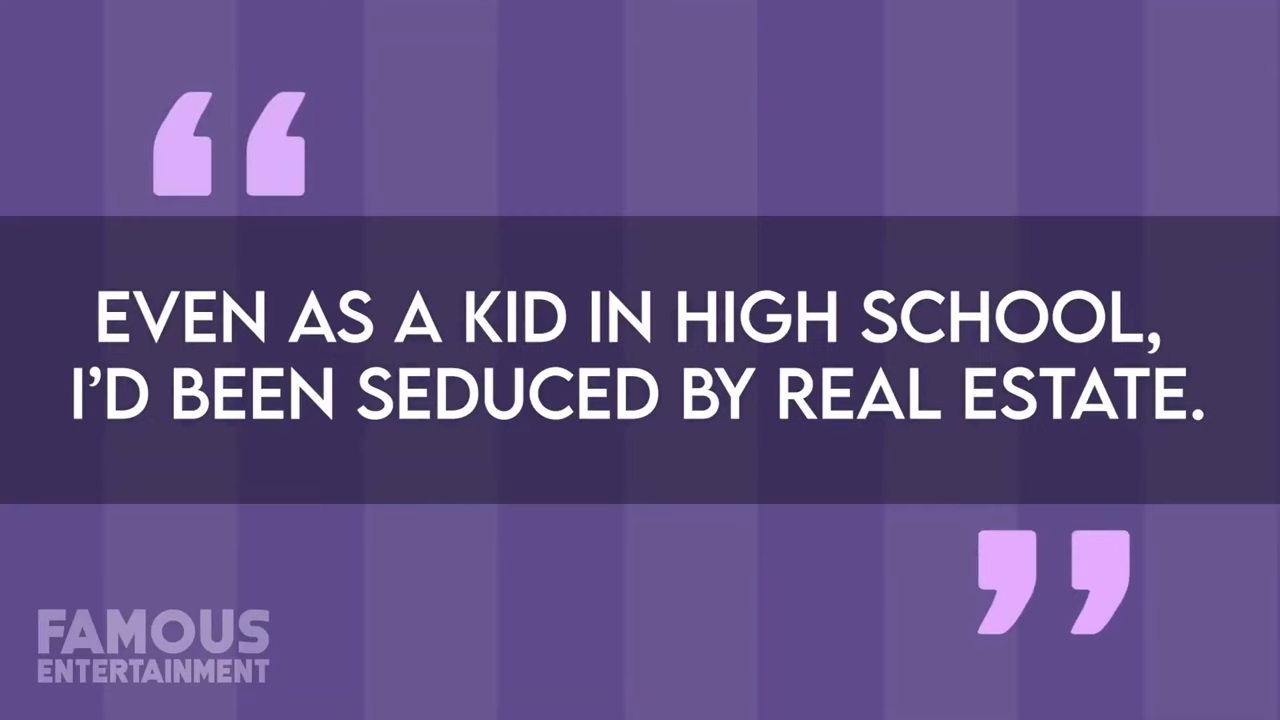 “
EVEN AS A KID IN HIGH SCHOOL,
I’D BEEN SEDUCED BY REAL ESTATE.
”
FAMOUS
ENTERTAINMENT